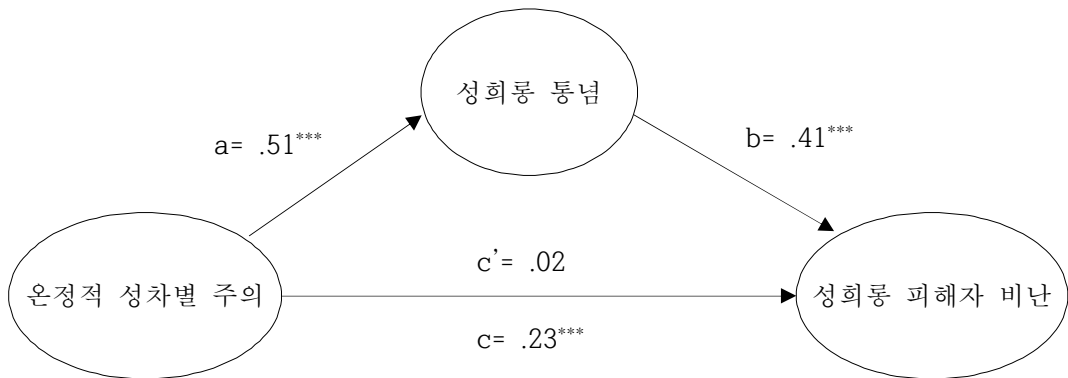 성희롱 통념
a= .51***
b= .41***
온정적 성차별 주의
c'= .02
성희롱 피해자 비난
c= .23***